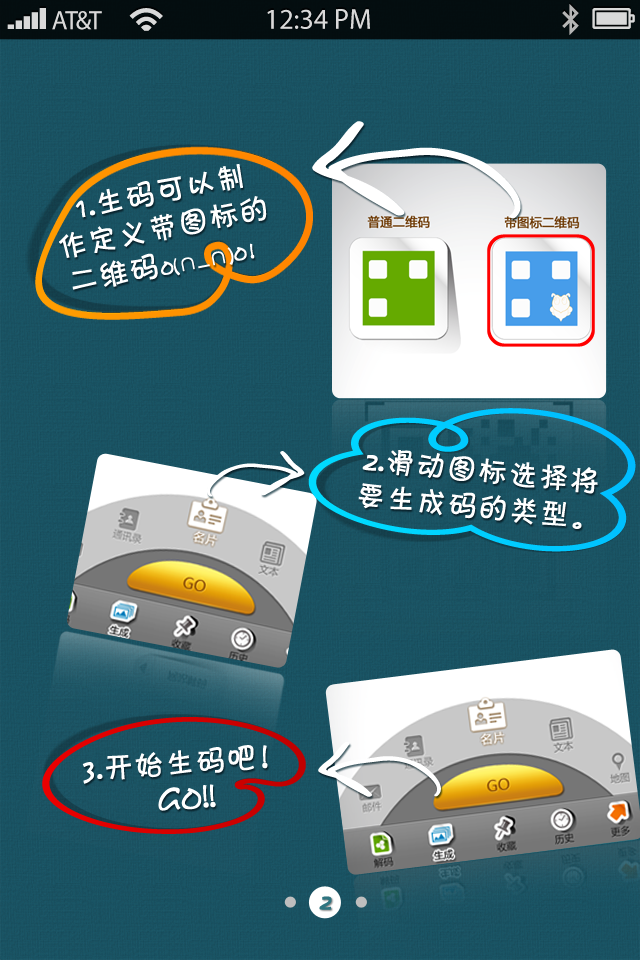 AT&T 12:34 PM
1.生码可以制
作定义带图标的
二维码o(n_n)o!
普通二维码 带图标二维码
2.滑动图标选择将
要生成码的类型。
通讯录 名片 文本
GO
生成 收藏 历史
3.开始生码吧！
GO!!
名片 文本
邮件 讯录 地图
GO
解码 生成 收藏 历史 更多
2